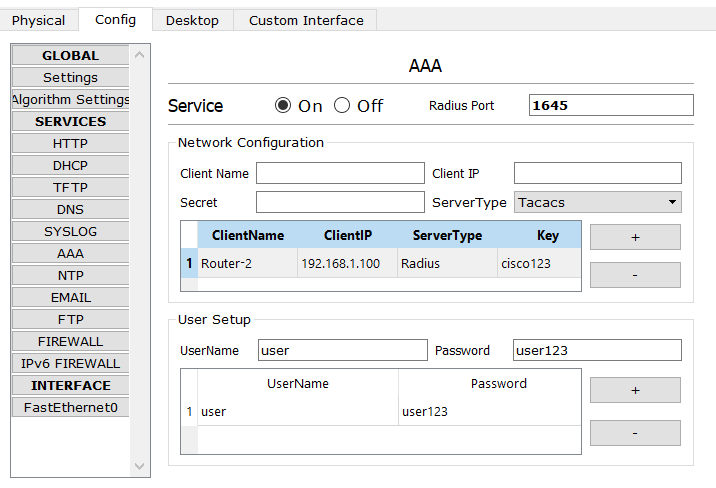 Physical Config Desktop Custom Interface
GLOBAL
Settings
Algorithm Settings
SERVICES
HTTP
DHCP
TFTP
DNS
SYSLOG
AAA
NTP
EMAIL
FTP
FIREWALL
IPv6 FIREWALL
INTERFACE
FastEthernet0
AAA
Service On Off Radius Port 1645
Network Configuration
Client Name Client IP
Secret ServerType Tacacs
ClientName ClientIP ServerType Key
1 Router-2 192.168.1.100 Radius cisco123
+
-
User Setup
UserName user Password user123
UserName Password
1 user user123
+
-